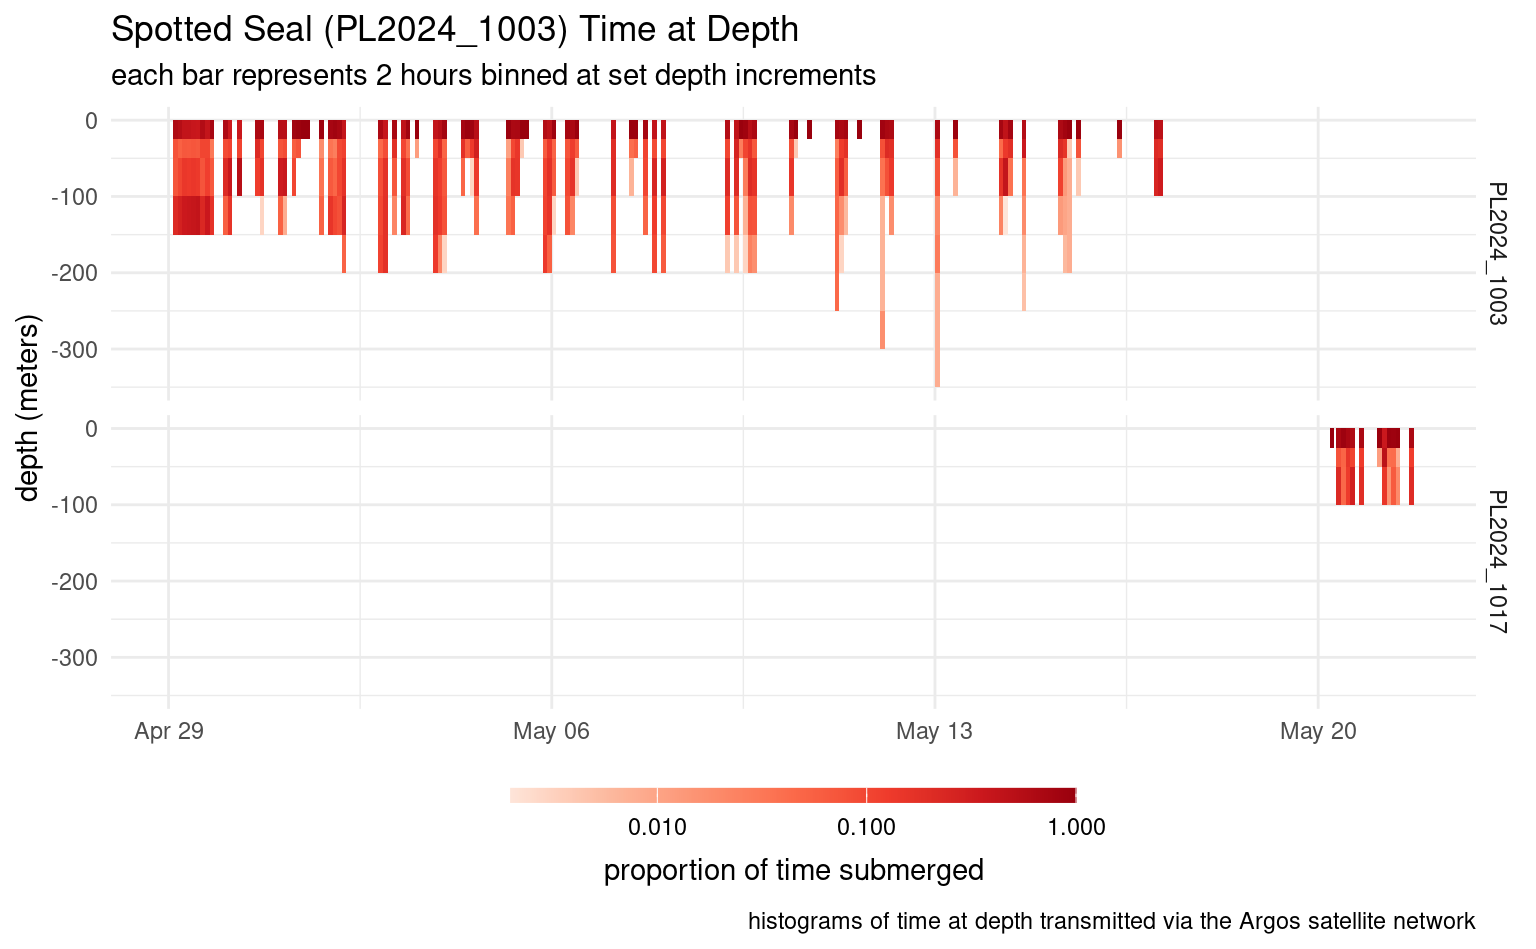 Spotted Seal (PL2024_1003) Time at Depth
each bar represents 2 hours binned at set depth increments
0
-100
-200
-300
PL2024_1003
depth (meters)
0
-100
-200
-300
PL2024_1017
Apr 29 May 06 May 13 May 20
0.010 0.100 1.000
proportion of time submerged
histograms of time at depth transmitted via the Argos satellite network